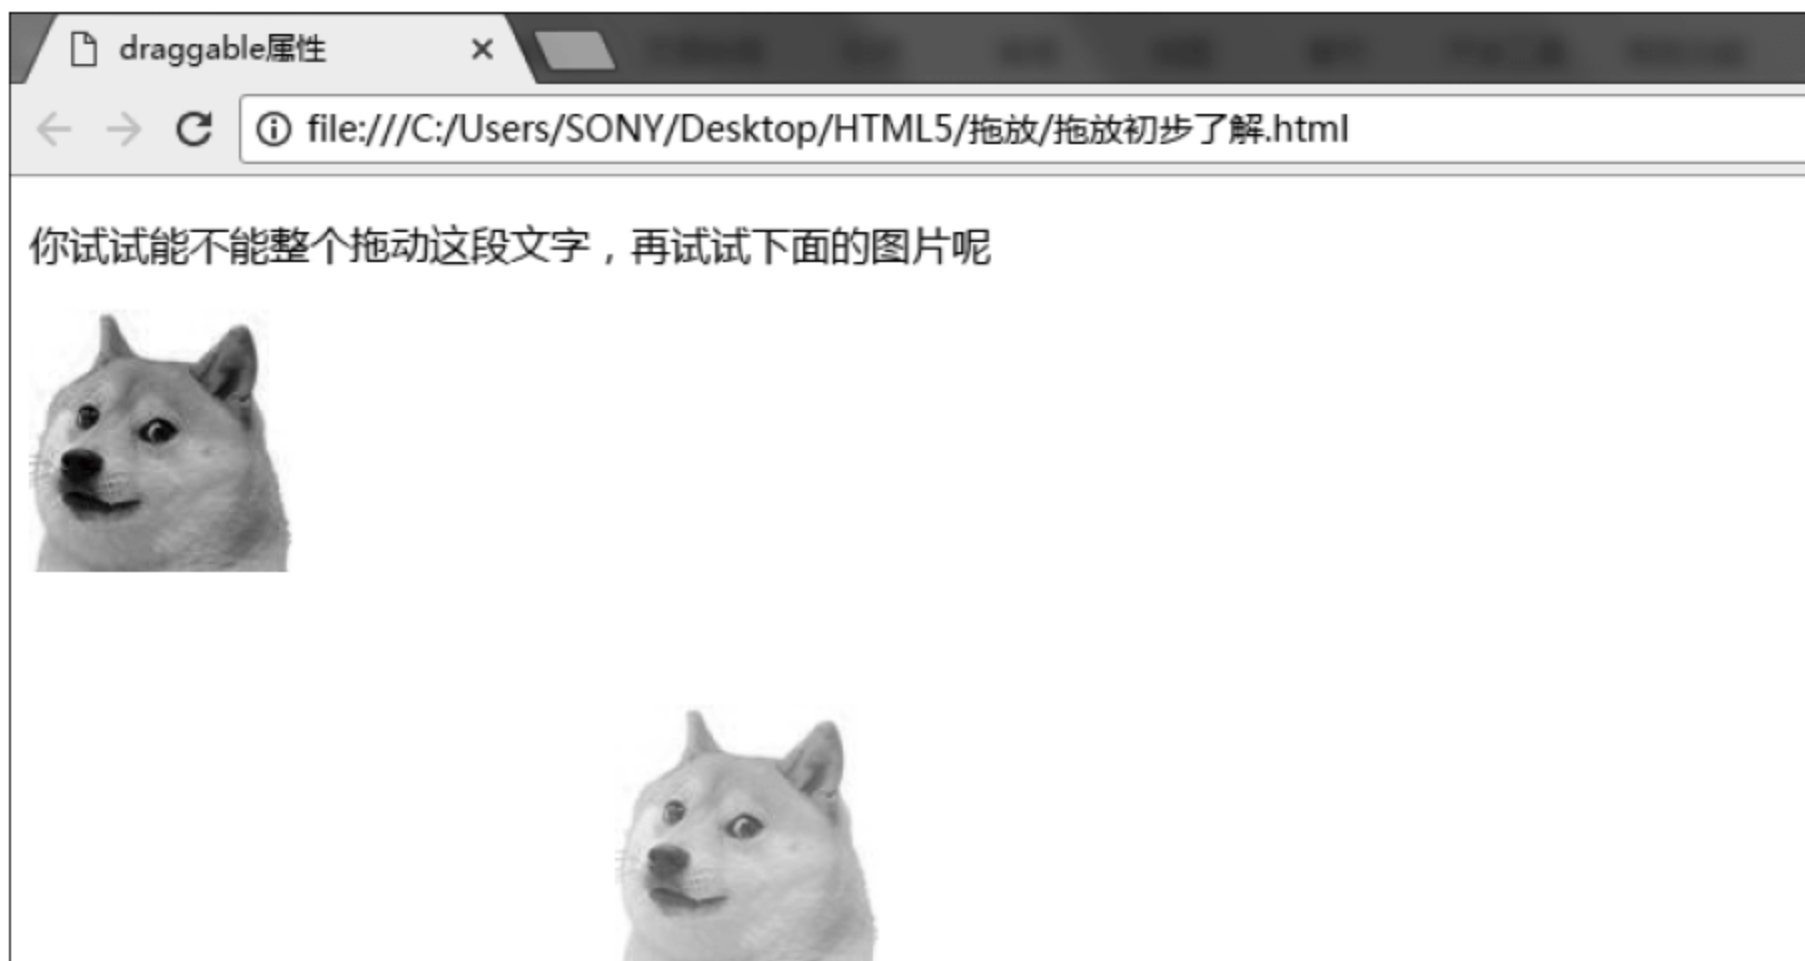 draggable属性
file:///C:/Users/SONY/Desktop/HTML5/拖放/拖放初步了解.html
你试试能不能整个拖动这段文字，再试试下面的图片呢